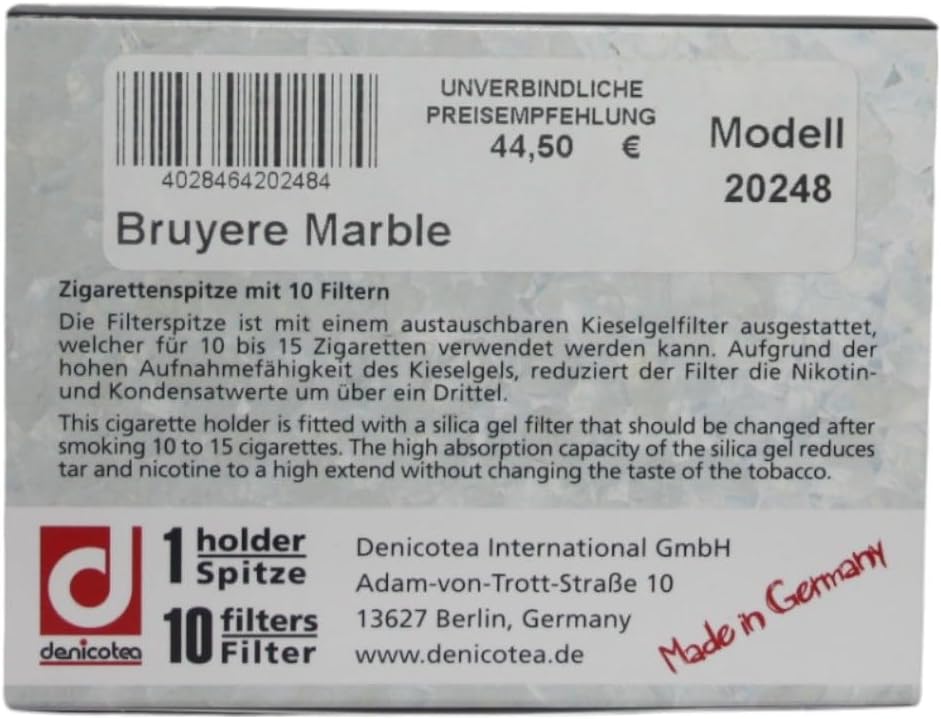 UNVERBINDLICHE
PREISEMPFEHLUNG
44,50 €
Modell
20248
4028464202484
Bruyere Marble
Zigarettenspitze mit 10 Filtern
Die Filterspitze ist mit einem austauschbaren Kieselgelfilter ausgestattet,
welcher für 10 bis 15 Zigaretten verwendet werden kann. Aufgrund der
hohen Aufnahmefähigkeit des Kieselgels, reduziert der Filter die Nikotin-
und Kondensatwerte um über ein Drittel.
This cigarette holder is fitted with a silica gel filter that should be changed after
smoking 10 to 15 cigarettes. The high absorption capacity of the silica gel reduces
tar and nicotine to a high extend without changing the taste of the tobacco.
d
denicotea
1 holder
Spitze
10 filters
Filter
Denicotea International GmbH
Adam-von-Trott-Straße 10
13627 Berlin, Germany
www.denicotea.de
Made in Germany